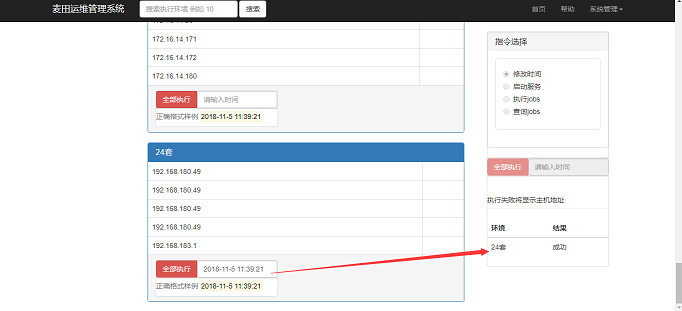 麦田运维管理系统 搜索执行环境 例如 10 搜索 首页 帮助 系统管理
172.16.14.171
172.16.14.172
172.16.14.180
全部执行 请输入时间
正确格式样例 2018-11-5 11:39:21
24套
192.168.180.49
192.168.180.49
192.168.180.49
192.168.180.49
192.168.183.1
全部执行 2018-11-5 11:39:21
正确格式样例 2018-11-5 11:39:21
指令选择
修改时间
启动服务
执行jobs
查询jobs
全部执行 请输入时间
执行失败将显示主机地址
环境 结果
24套 成功